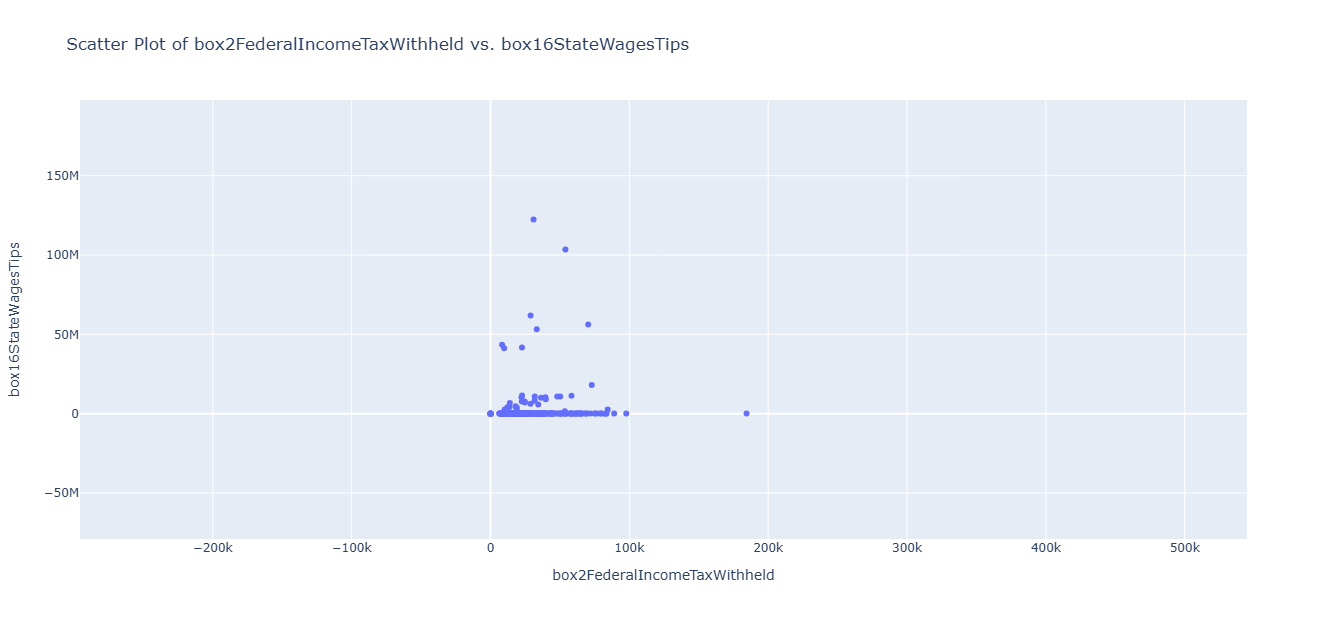 Scatter Plot of box2FederalIncomeTaxWithheld vs. box16StateWagesTips
box16StateWagesTips
150M
100M
50M
0
−50M
−200k −100k 0 100k 200k 300k 400k 500k
box2FederalIncomeTaxWithheld